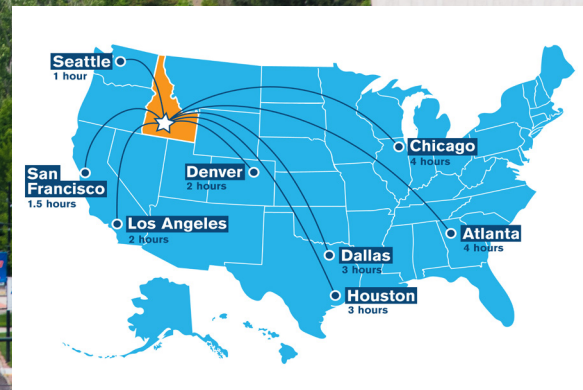 Seattle
1 hour
San
Francisco
1.5 hours
Los Angeles
2 hours
Denver
2 hours
Chicago
4 hours
Atlanta
4 hours
Dallas
3 hours
Houston
3 hours